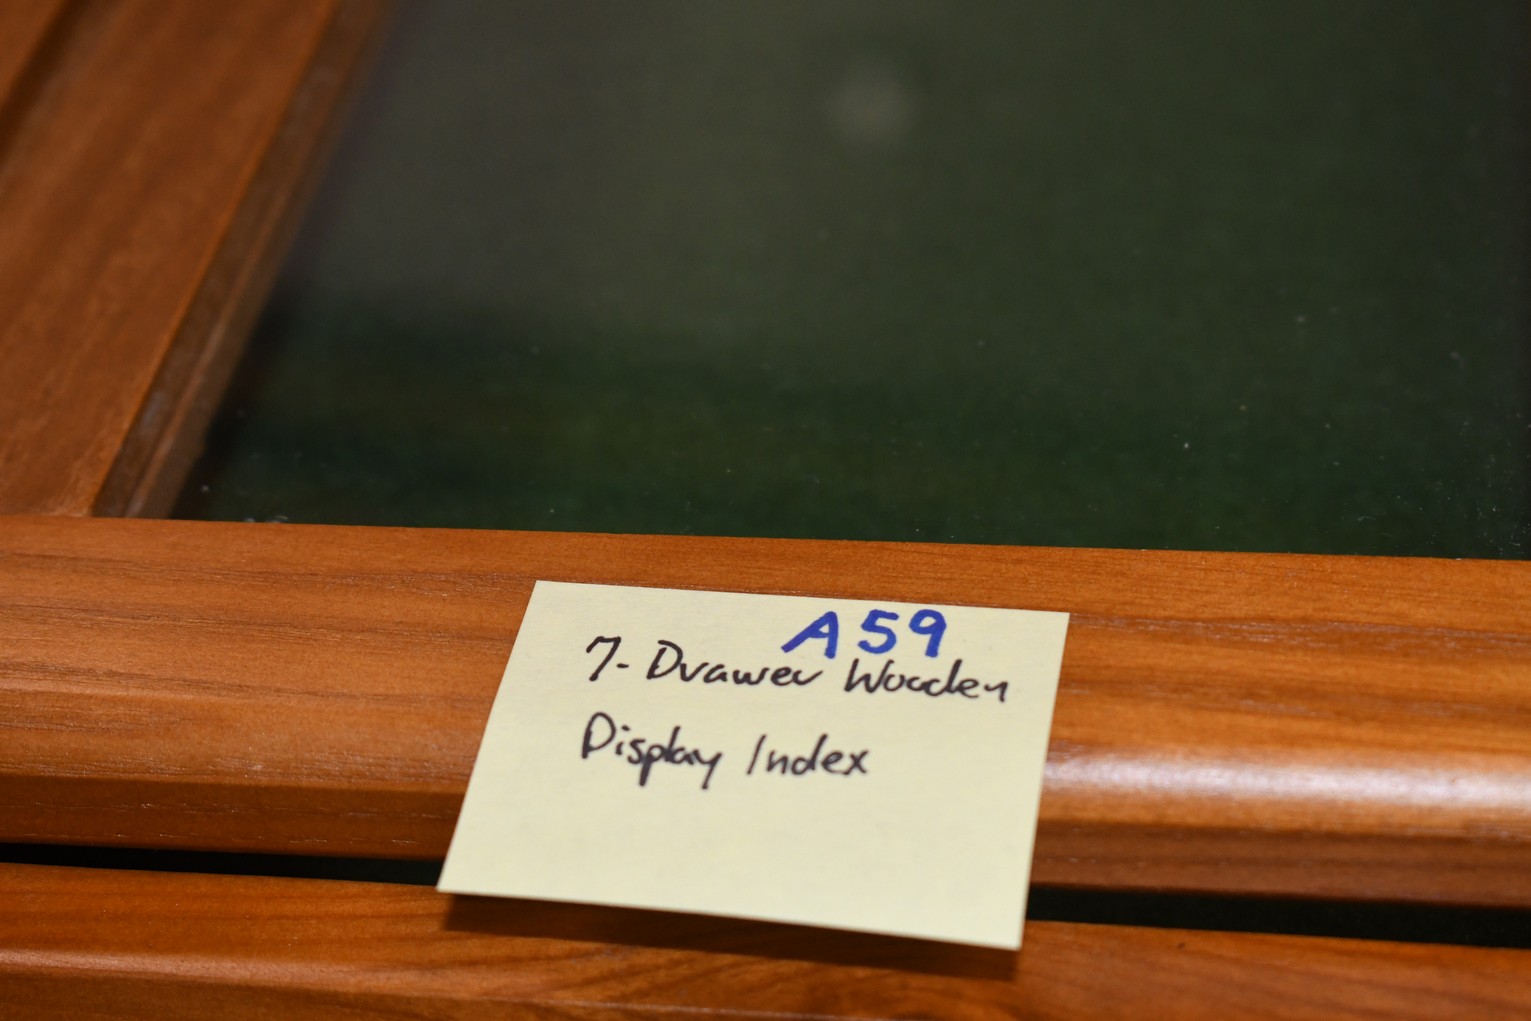 A59
7-Drawer Wooden
Display Index